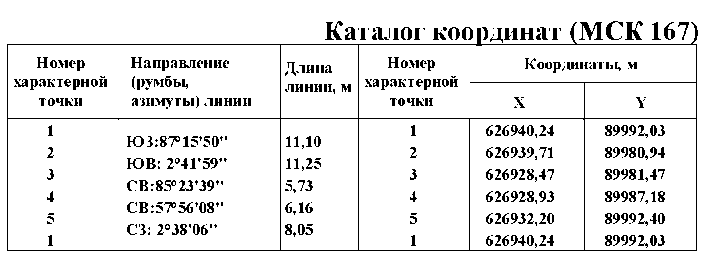 Каталог координат (МСК 167)
Номер характерной точки | Направление (румбы, азимуты) линии | Длина линии, м | Номер характерной точки | Координаты, м
X | Y
1 | 1 | 626940,24 | 89992,03
ЮЗ:87°15'50" | 11,10
2 | 2 | 626939,71 | 89980,94
ЮВ: 2°41'59" | 11,25
3 | 3 | 626928,47 | 89981,47
СВ:85°23'39" | 5,73
4 | 4 | 626928,93 | 89987,18
СВ:57°56'08" | 6,16
5 | 5 | 626932,20 | 89992,40
СЗ: 2°38'06" | 8,05
1 | 1 | 626940,24 | 89992,03